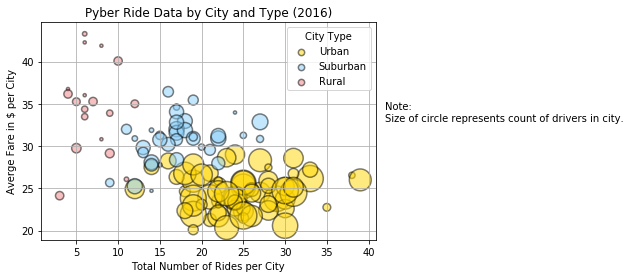 Pyber Ride Data by City and Type (2016)
City Type
Urban
Suburban
Rural
Note:
Size of circle represents count of drivers in city.
Averge Fare in $ per City
40
35
30
25
20
5 10 15 20 25 30 35 40
Total Number of Rides per City